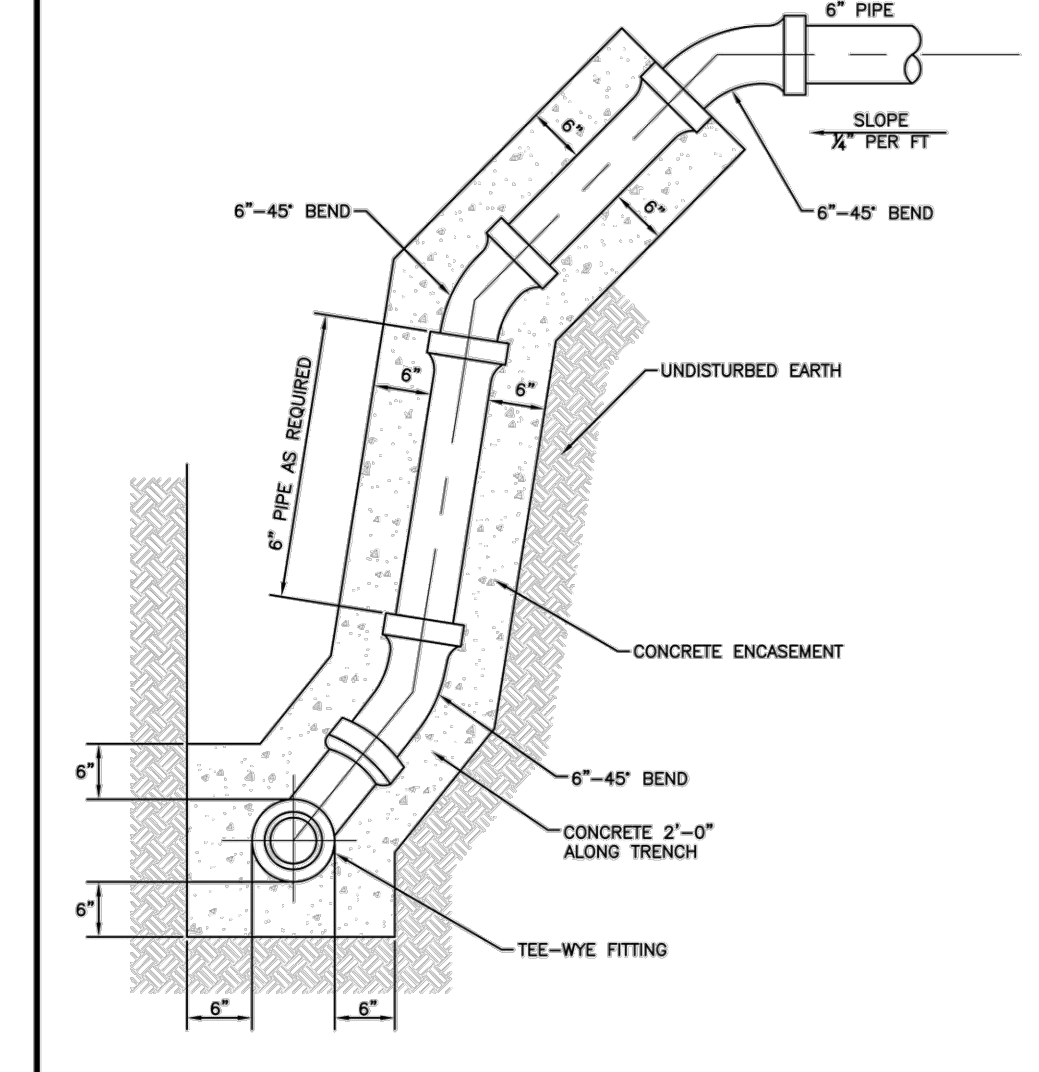 6" PIPE
6"
SLOPE
¼" PER FT
6"-45° BEND
6"
6"-45° BEND
6"
6"
UNDISTURBED EARTH
6" PIPE AS REQUIRED
CONCRETE ENCASEMENT
6"
6"-45° BEND
CONCRETE 2'-0"
ALONG TRENCH
6"
TEE-WYE FITTING
6"
6"